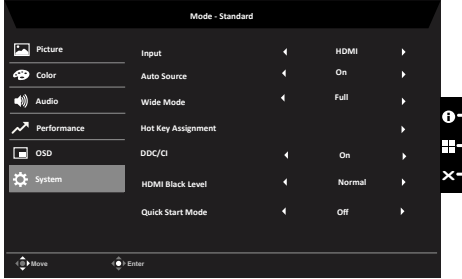 Mode - Standard
Picture
Color
Audio
Performance
OSD
System
Input HDMI
Auto Source On
Wide Mode Full
Hot Key Assignment
DDC/CI On
HDMI Black Level Normal
Quick Start Mode Off
Move Enter